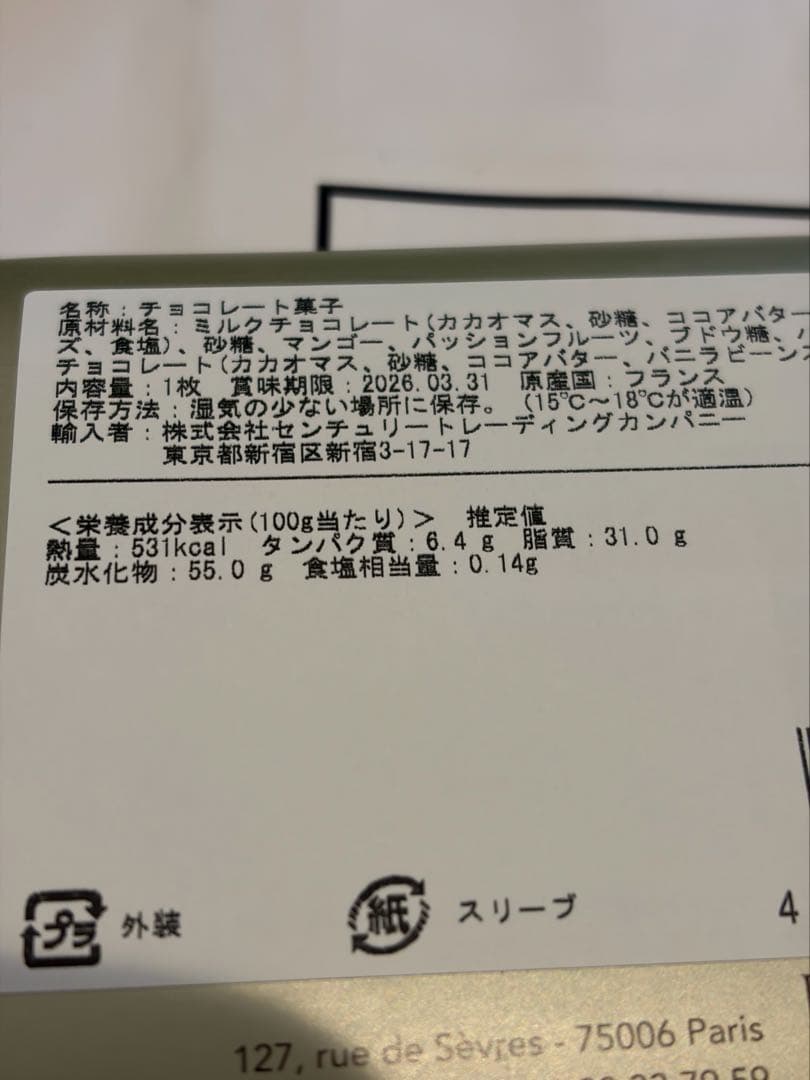 名称：チョコレート菓子
原材料名：ミルクチョコレート(カカオマス、砂糖、ココアバター
ズ、食塩)、砂糖、マンゴー、パッションフルーツ、ブドウ糖、
チョコレート(カカオマス、砂糖、ココアバター、バニラビーンズ
内容量：1枚　賞味期限：2026.03.31　原産国：フランス
保存方法：湿気の少ない場所に保存。(15℃～18℃が適温)
輸入者：株式会社センチュリートレーディングカンパニー
東京都新宿区新宿3-17-17
＜栄養成分表示(100g当たり)＞　推定値
熱量：531kcal　タンパク質：6.4 g　脂質：31.0 g
炭水化物：55.0 g　食塩相当量：0.14g
プラ 外装 紙 スリーブ 4
127, rue de Sèvres - 75006 Paris